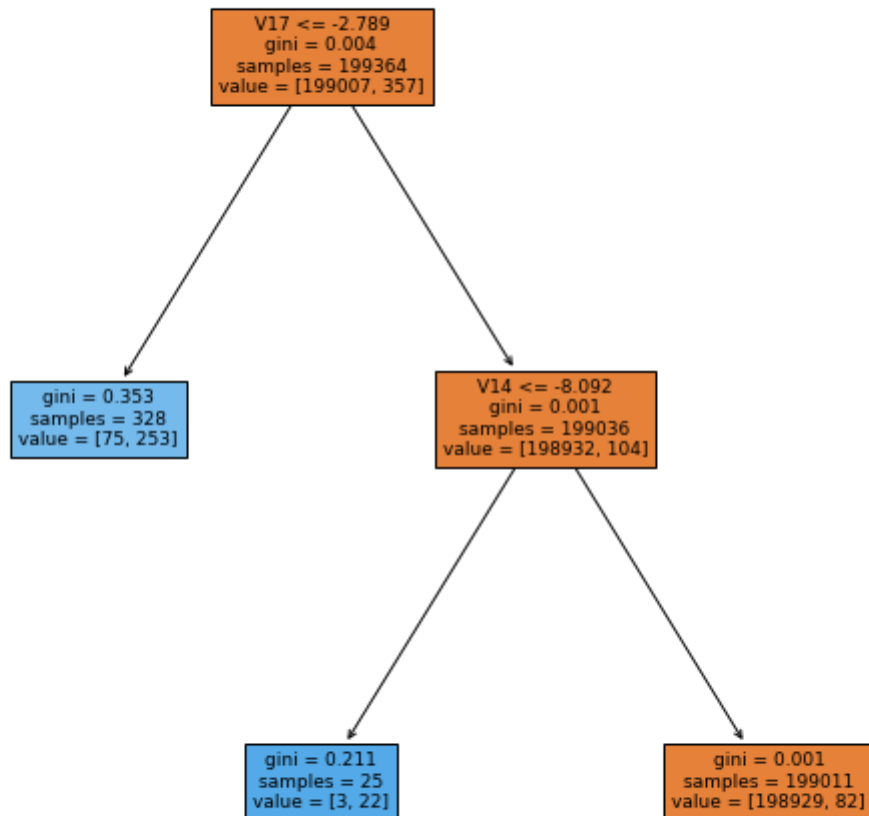 V17 <= -2.789
gini = 0.004
samples = 199364
value = [199007, 357]
gini = 0.353
samples = 328
value = [75, 253]
V14 <= -8.092
gini = 0.001
samples = 199036
value = [198932, 104]
gini = 0.211
samples = 25
value = [3, 22]
gini = 0.001
samples = 199011
value = [198929, 82]